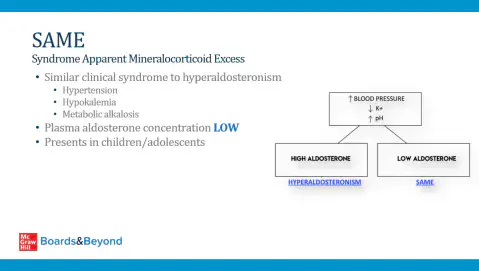 SAME
Syndrome Apparent Mineralocorticoid Excess
• Similar clinical syndrome to hyperaldosteronism
• Hypertension
• Hypokalemia
• Metabolic alkalosis
• Plasma aldosterone concentration LOW
• Presents in children/adolescents
↑BLOOD PRESSURE
↓ K+
↑ pH
HIGH ALDOSTERONE
LOW ALDOSTERONE
HYPERALDOSTERONISM
SAME
Mc
Graw
Hill
Boards&Beyond